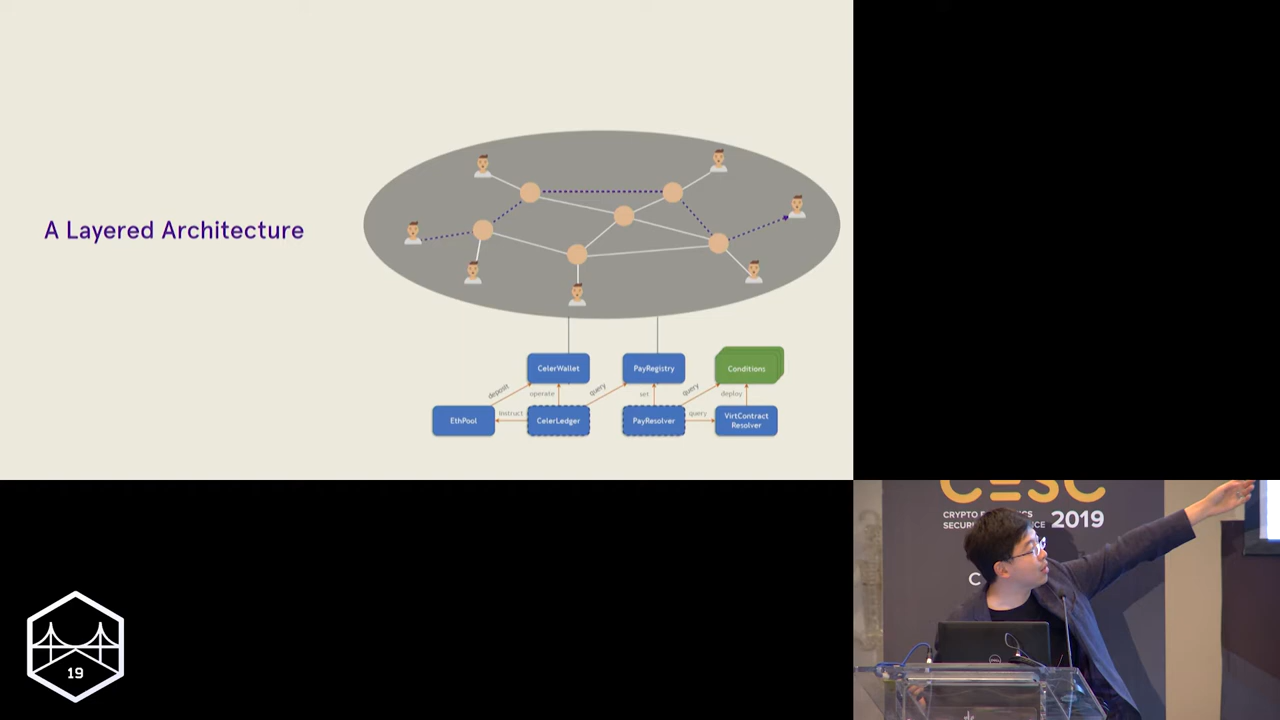 A Layered Architecture
CelerWallet
PayRegistry
Conditions
deposit
operate
query
set
query
deploy
EthPool
instruct
CelerLedger
PayResolver
query
VirtContract
Resolver
CESC
CRYPTO
2019
19